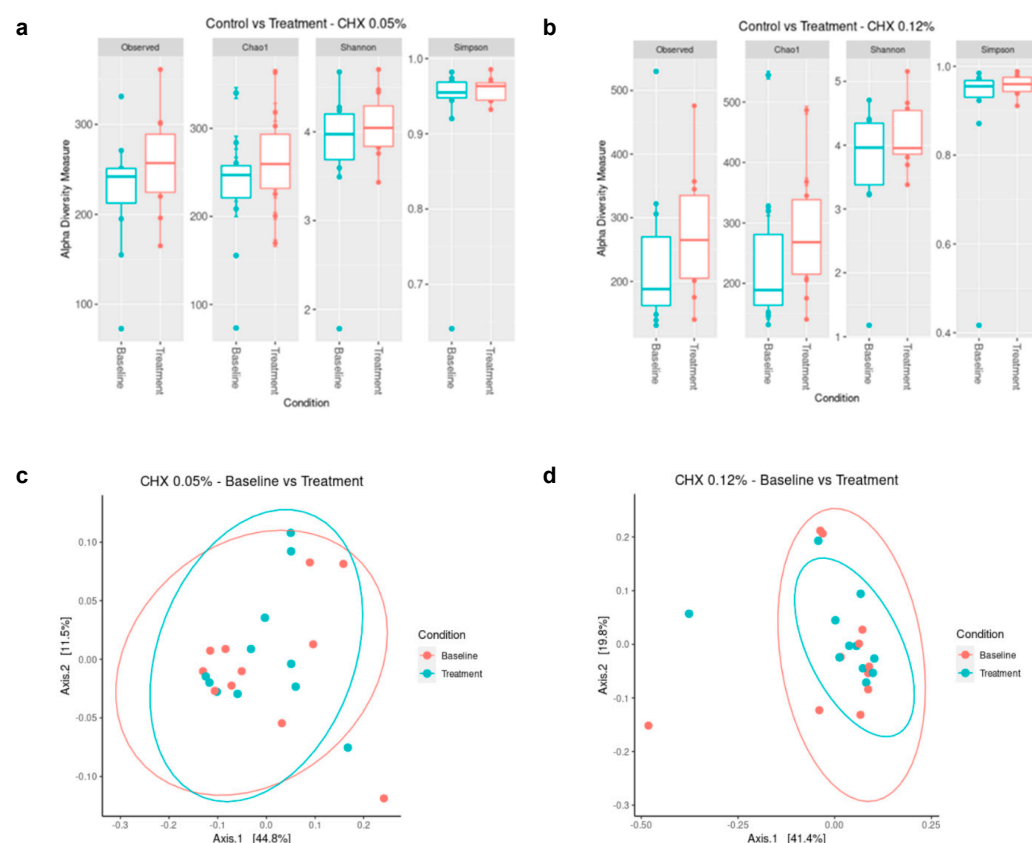 a
Control vs Treatment - CHX 0.05%
Observed
Chao1
Shannon
Simpson
Alpha Diversity Measure
300
200
100
300
200
100
4
3
2
1.0
0.9
0.8
0.7
Baseline
Treatment
Baseline
Treatment
Baseline
Treatment
Baseline
Treatment
Condition
b
Control vs Treatment - CHX 0.12%
Observed
Chao1
Shannon
Simpson
Alpha Diversity Measure
500
400
300
200
500
400
300
200
5
4
3
2
1
1.0
0.8
0.6
0.4
Baseline
Treatment
Baseline
Treatment
Baseline
Treatment
Baseline
Treatment
Condition
c
CHX 0.05% - Baseline vs Treatment
Axis.2 [11.5%]
0.10
0.05
0.00
-0.05
-0.10
-0.3
-0.2
-0.1
0.0
0.1
0.2
Axis.1 [44.8%]
Condition
Baseline
Treatment
d
CHX 0.12% - Baseline vs Treatment
Axis.2 [19.8%]
0.2
0.1
0.0
-0.1
-0.2
-0.3
-0.50
-0.25
0.00
0.25
Axis.1 [41.4%]
Condition
Baseline
Treatment